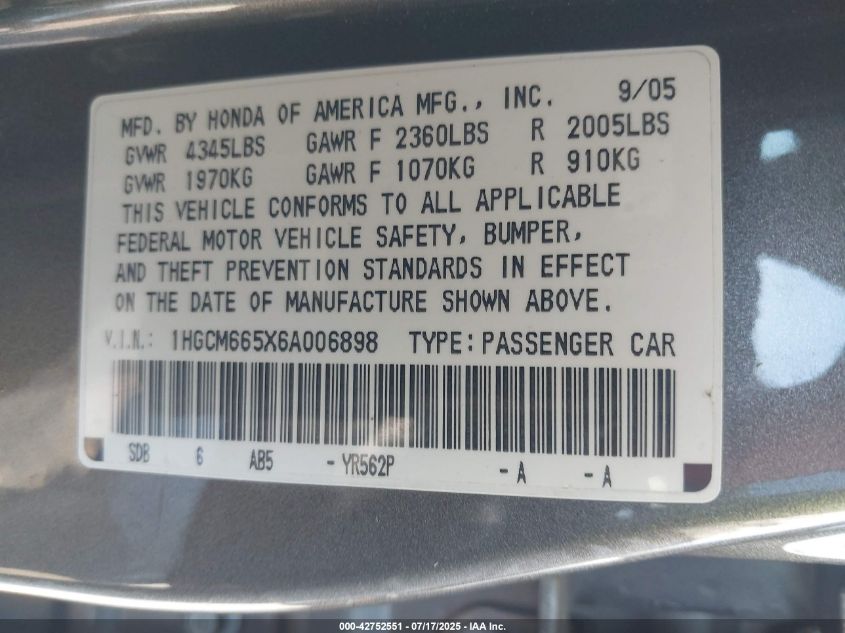 MFD. BY HONDA OF AMERICA MFG., INC. 9/05
GVWR 4345LBS GAWR F 2360LBS R 2005LBS
GVWR 1970KG GAWR F 1070KG R 910KG
THIS VEHICLE CONFORMS TO ALL APPLICABLE
FEDERAL MOTOR VEHICLE SAFETY, BUMPER,
AND THEFT PREVENTION STANDARDS IN EFFECT
ON THE DATE OF MANUFACTURE SHOWN ABOVE.
V.I.N.: 1HGCM665X6A006898 TYPE: PASSENGER CAR
SDB 6 AB5 -YR562P -A -A
000-42752551 | 07/17/2025 - IAA Inc.